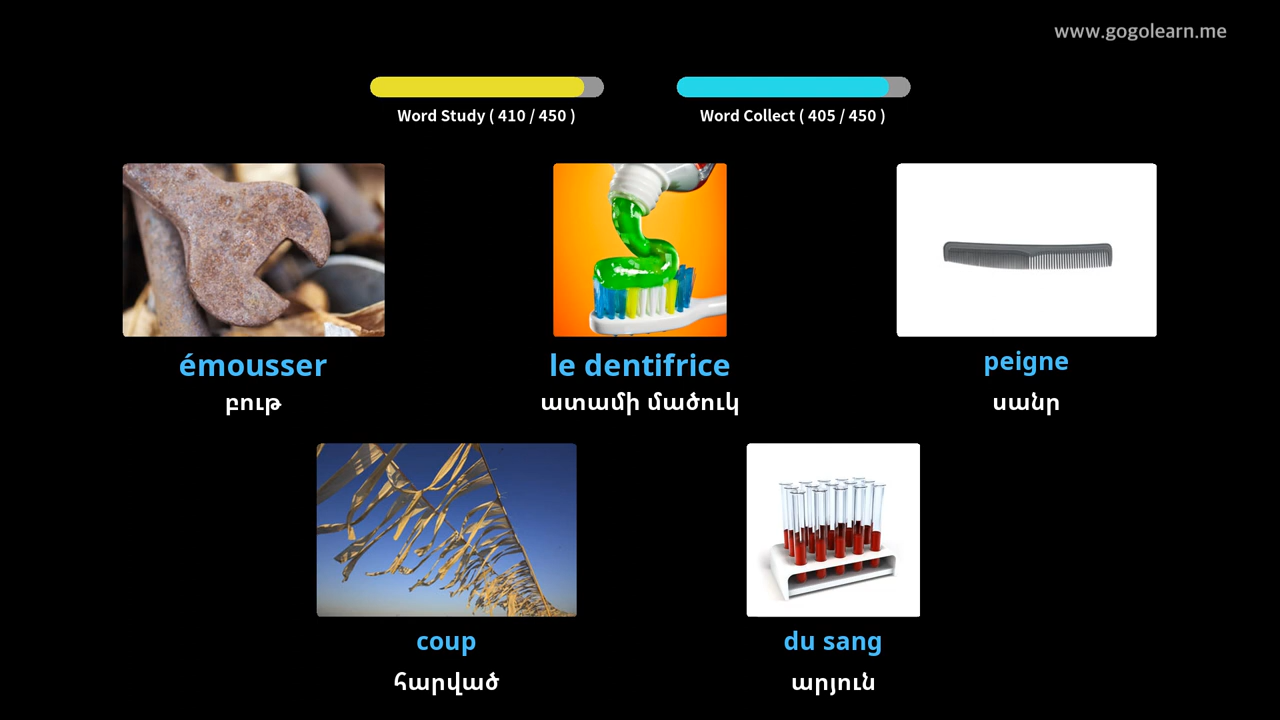 www.gogolearn.me
Word Study ( 410 / 450 )
Word Collect ( 405 / 450 )
émousser
բութ
le dentifrice
ատամի մածուկ
peigne
սանր
coup
հարված
du sang
արյուն